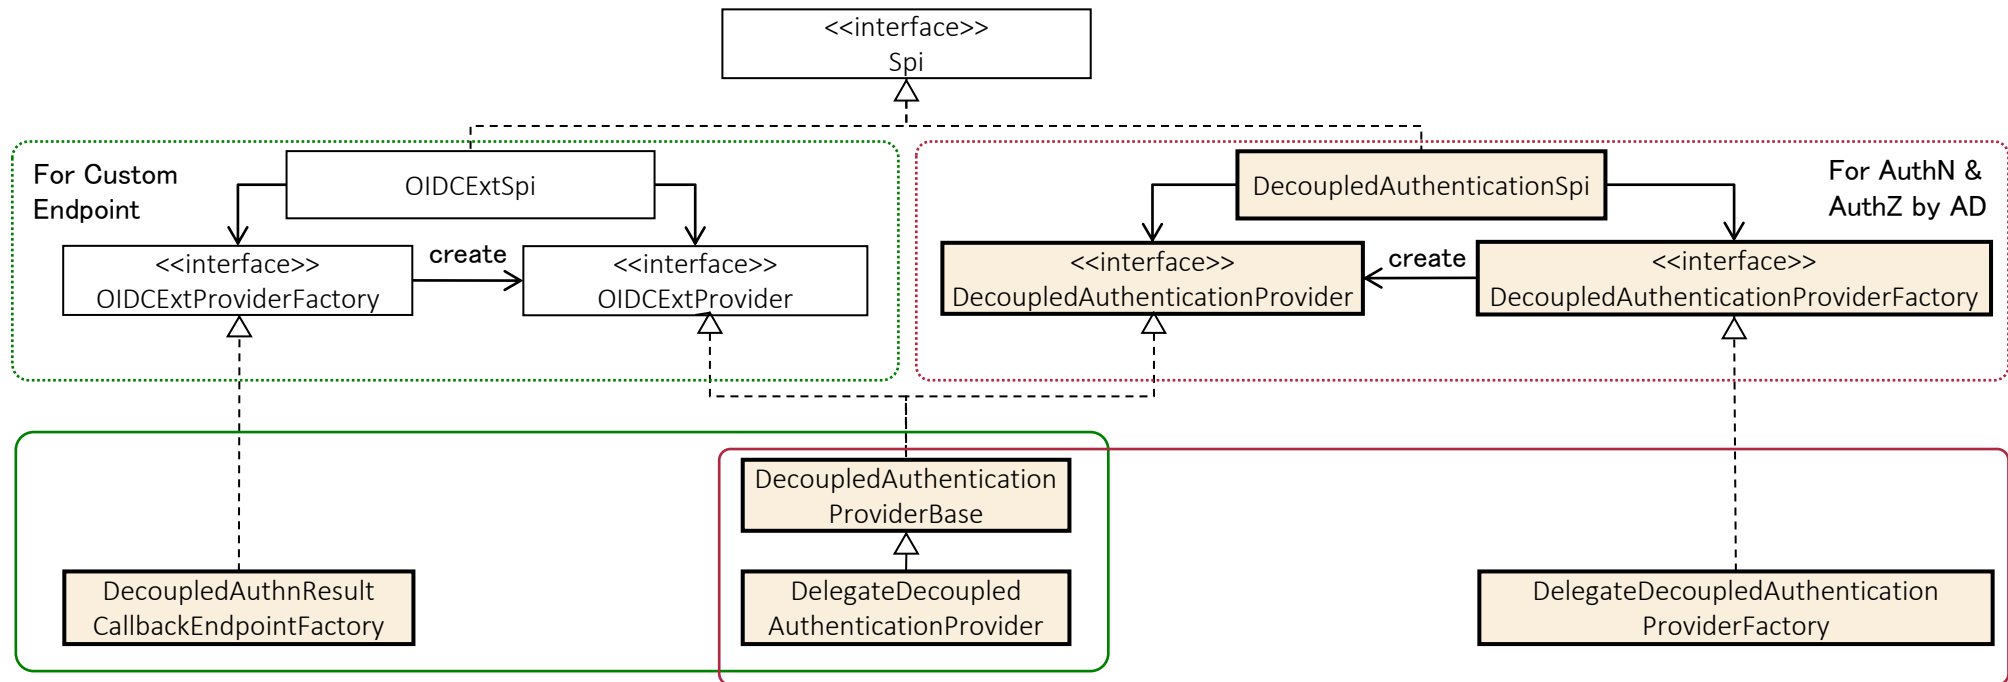 <<interface>>
Spi
For Custom
Endpoint
OIDCExtSpi
<<interface>>
OIDCExtProviderFactory
create
<<interface>>
OIDCExtProvider
DecoupledAuthenticationSpi
For AuthN &
AuthZ by AD
<<interface>>
DecoupledAuthenticationProvider
create
<<interface>>
DecoupledAuthenticationProviderFactory
DecoupledAuthentication
ProviderBase
DecoupledAuthnResult
CallbackEndpointFactory
DelegateDecoupled
AuthenticationProvider
DelegateDecoupledAuthentication
ProviderFactory